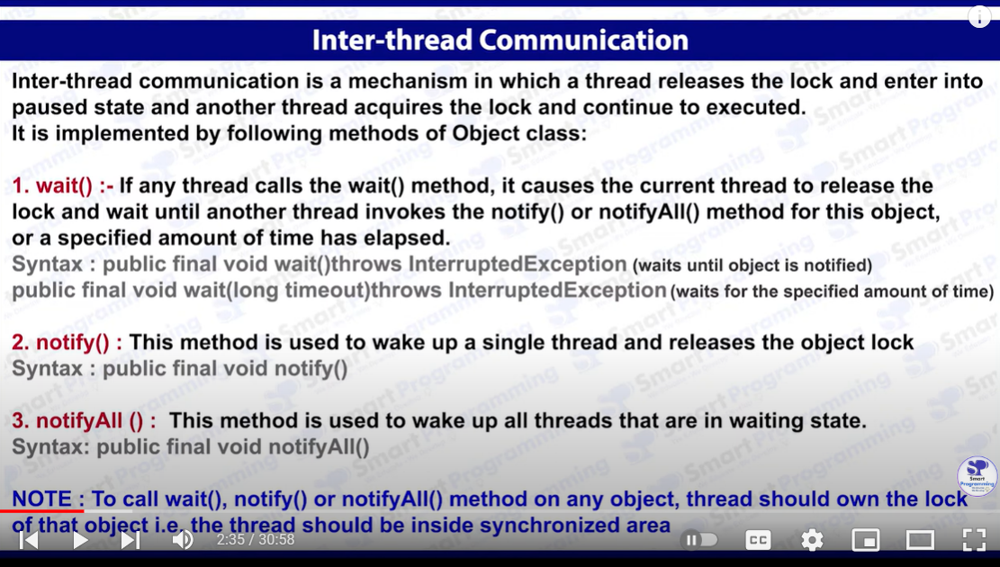 Inter-thread Communication
Inter-thread communication is a mechanism in which a thread releases the lock and enter into
paused state and another thread acquires the lock and continue to executed.
It is implemented by following methods of Object class:
1. wait() :- If any thread calls the wait() method, it causes the current thread to release the
lock and wait until another thread invokes the notify() or notifyAll() method for this object,
or a specified amount of time has elapsed.
Syntax : public final void wait()throws InterruptedException (waits until object is notified)
public final void wait(long timeout)throws InterruptedException (waits for the specified amount of time)
2. notify() : This method is used to wake up a single thread and releases the object lock
Syntax : public final void notify()
3. notifyAll () : This method is used to wake up all threads that are in waiting state.
Syntax: public final void notifyAll()
NOTE : To call wait(), notify() or notifyAll() method on any object, thread should own the lock
of that object i.e. the thread should be inside synchronized area
Smart
Programming
2:35 / 30:58
CC